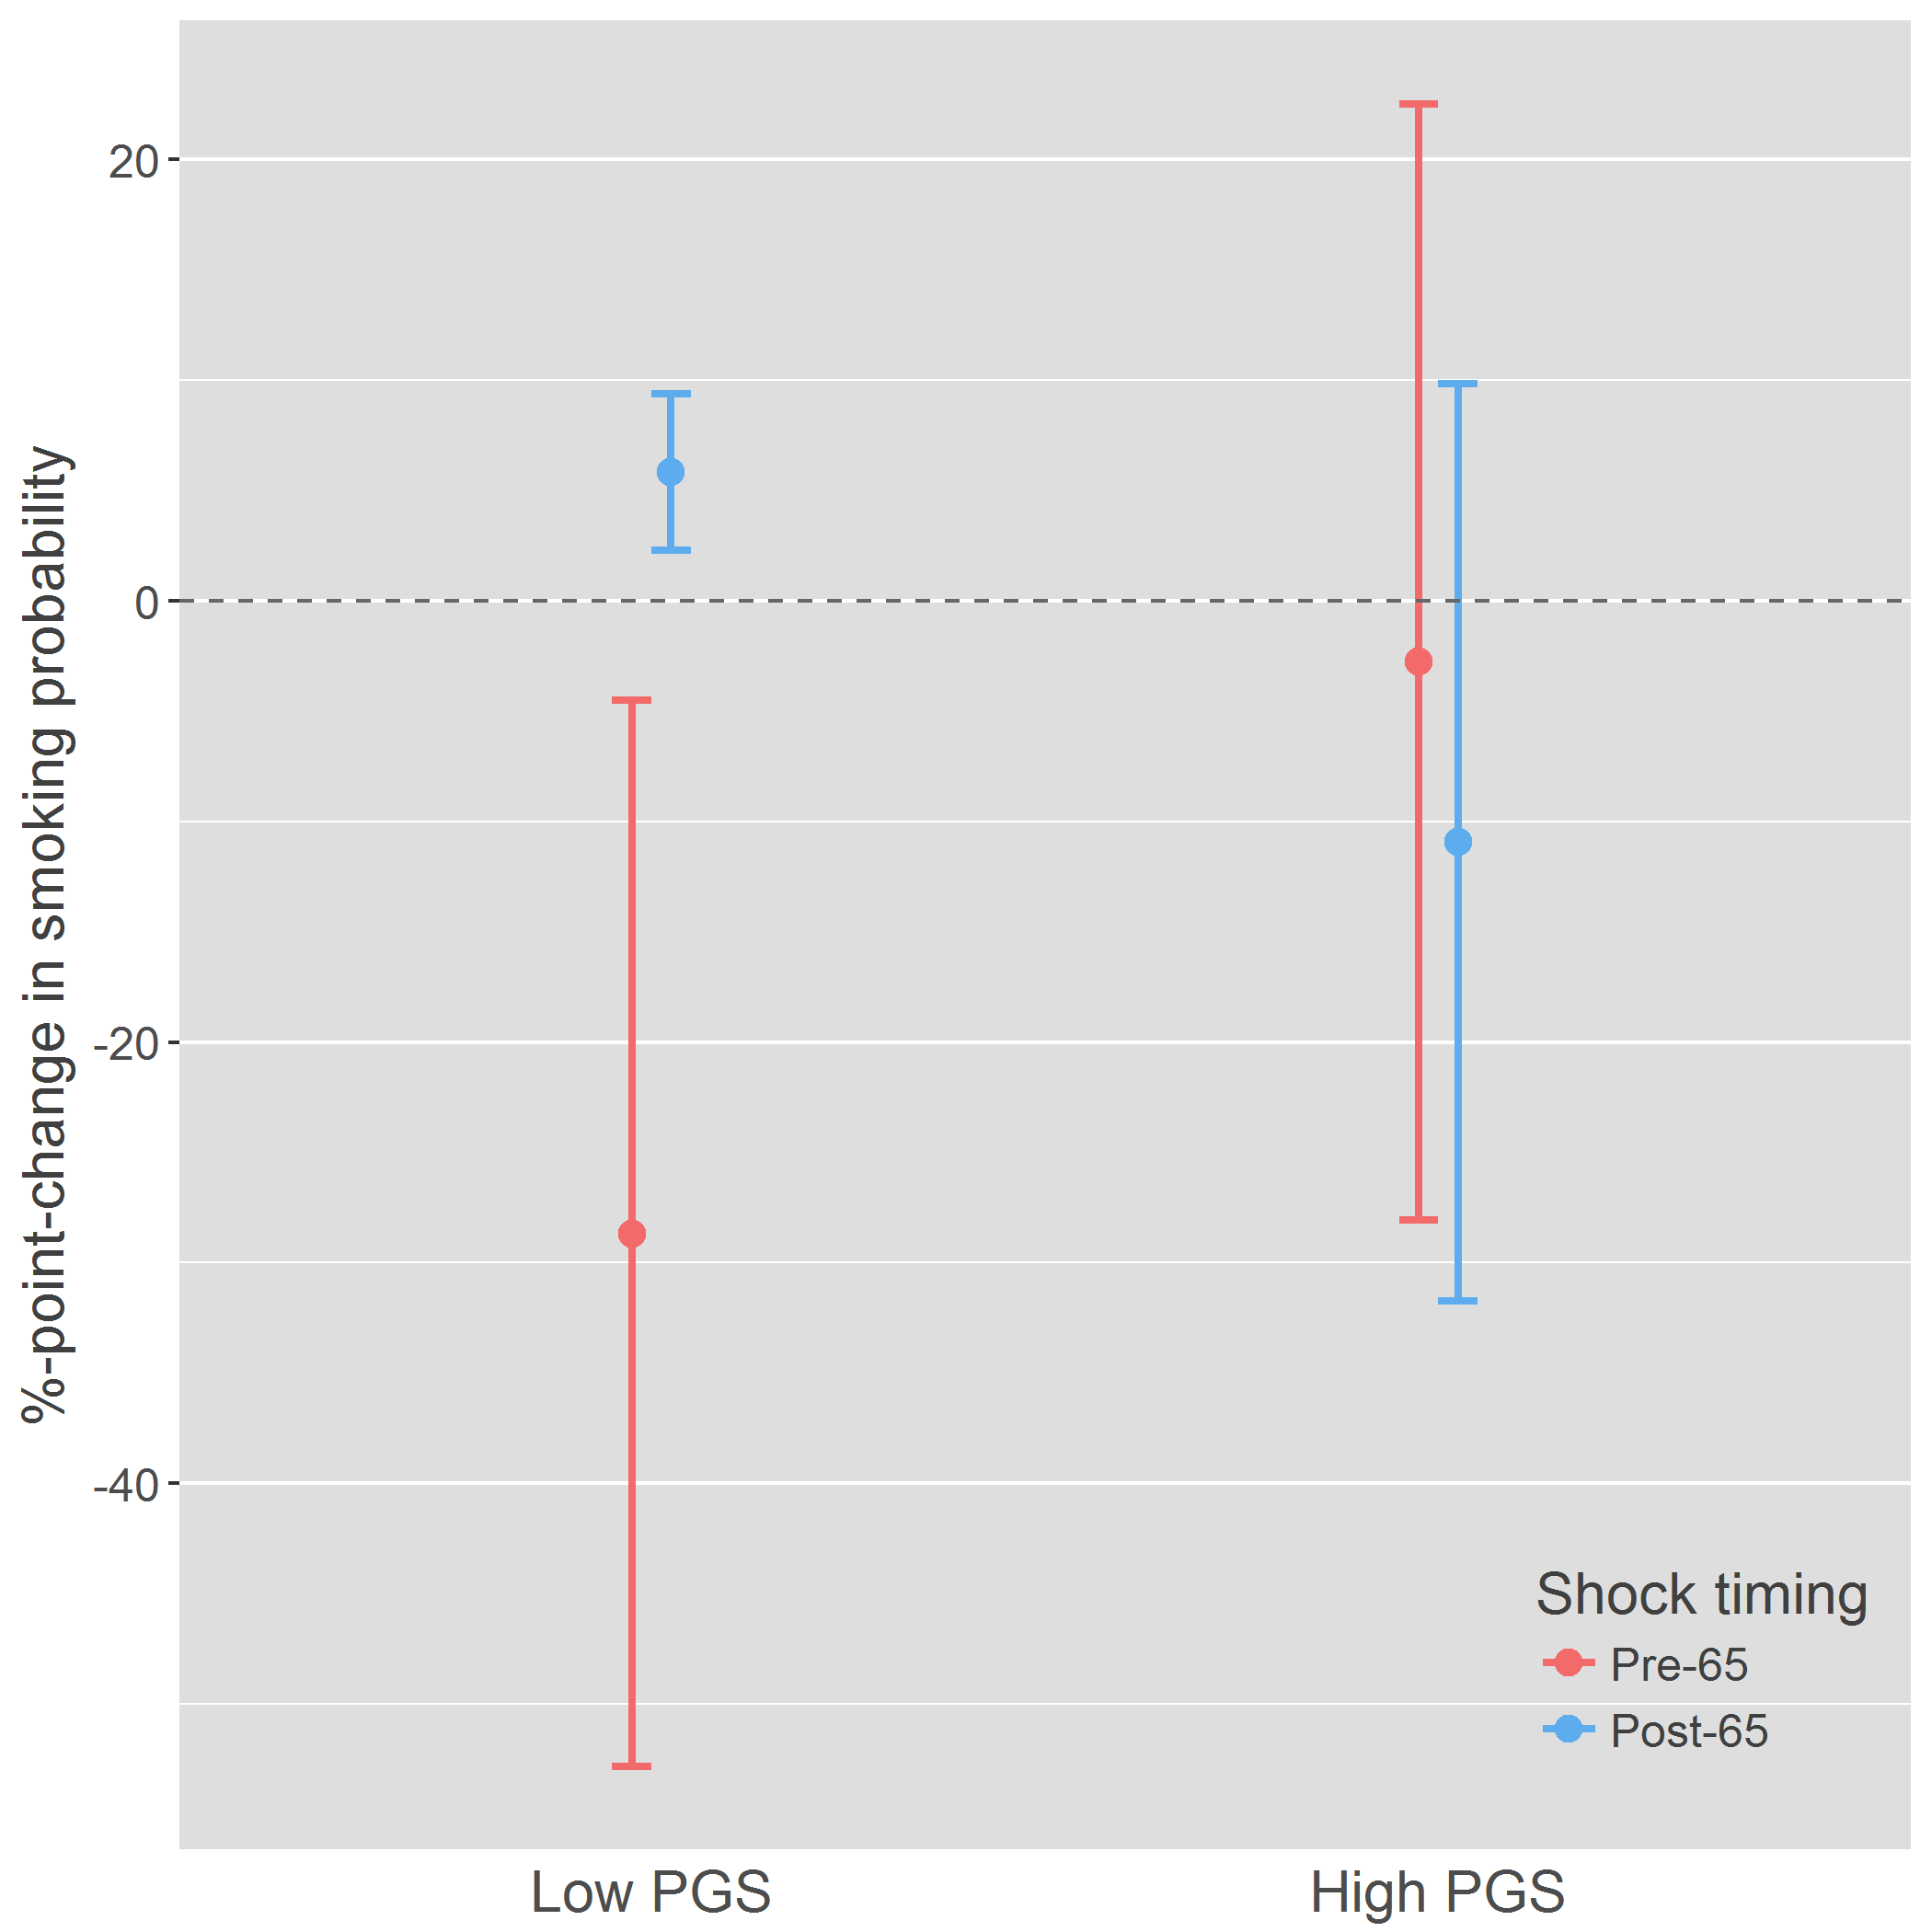 %-point-change in smoking probability
20
0
-20
-40
Low PGS
High PGS
Shock timing
Pre-65
Post-65